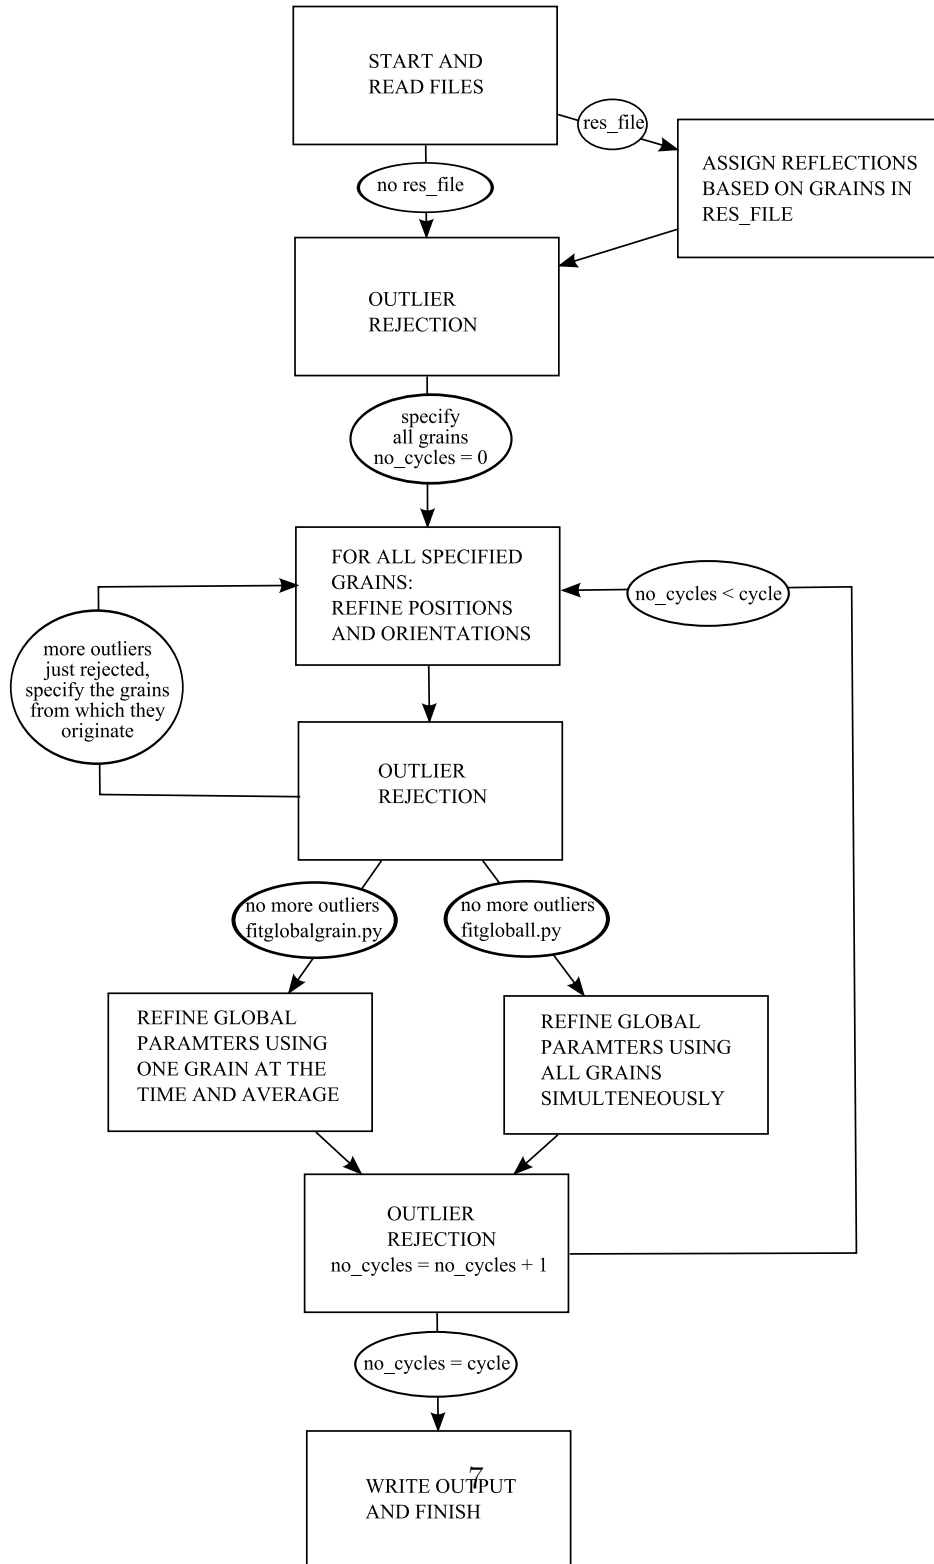 START AND
READ FILES
res_file
ASSIGN REFLECTIONS
BASED ON GRAINS IN
RES_FILE
no res_file
OUTLIER
REJECTION
specify
all grains
no_cycles = 0
FOR ALL SPECIFIED
GRAINS:
REFINE POSITIONS
AND ORIENTATIONS
no_cycles < cycle
more outliers
just rejected,
specify the grains
from which they
originate
OUTLIER
REJECTION
no more outliers
fitglobalgrain.py
no more outliers
fitgloball.py
REFINE GLOBAL
PARAMTERS USING
ONE GRAIN AT THE
TIME AND AVERAGE
REFINE GLOBAL
PARAMTERS USING
ALL GRAINS
SIMULTENEOUSLY
OUTLIER
REJECTION
no_cycles = no_cycles + 1
no_cycles = cycle
7
WRITE OUTPUT
AND FINISH